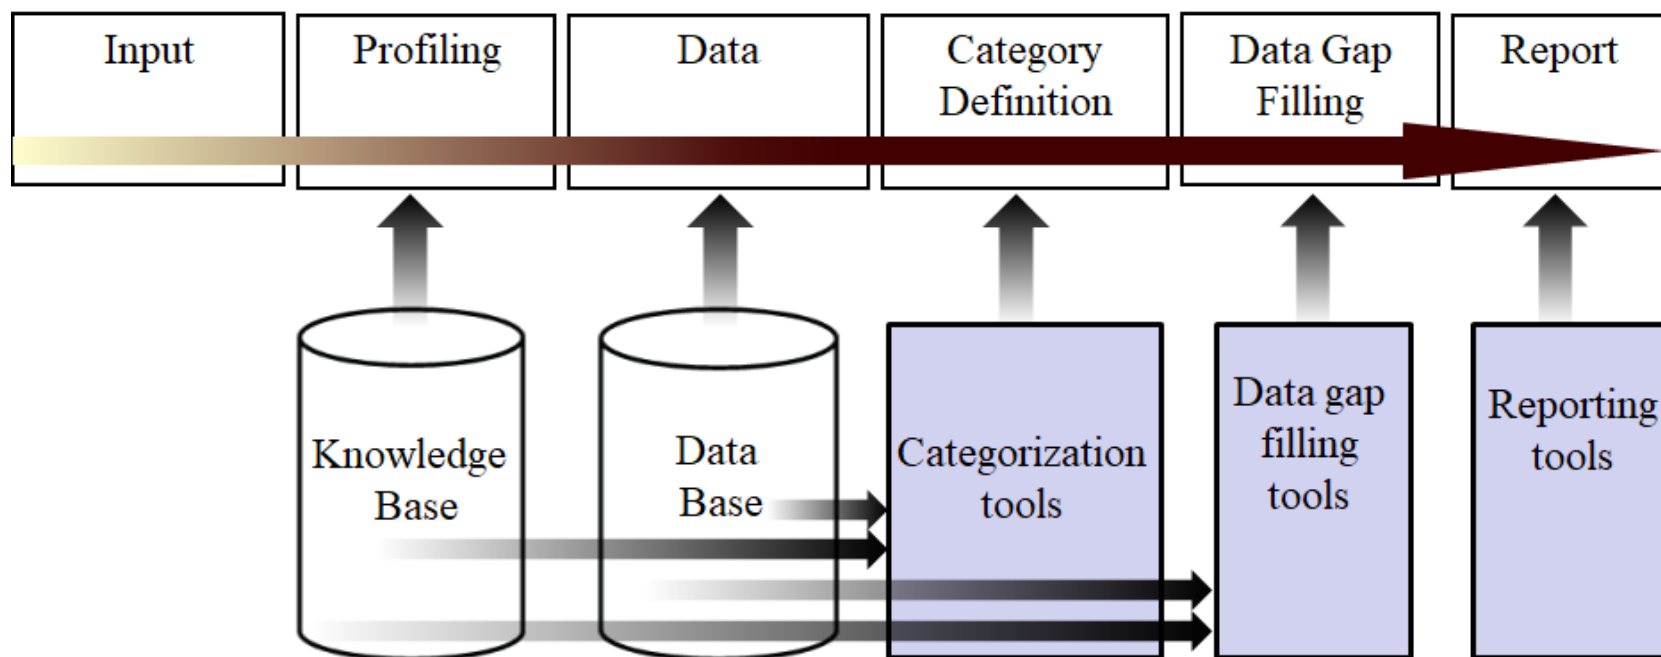 Input
Profiling
Data
Category
Definition
Data Gap
Filling
Report
Knowledge
Base
Data
Base
Categorization
tools
Data gap
filling
tools
Reporting
tools